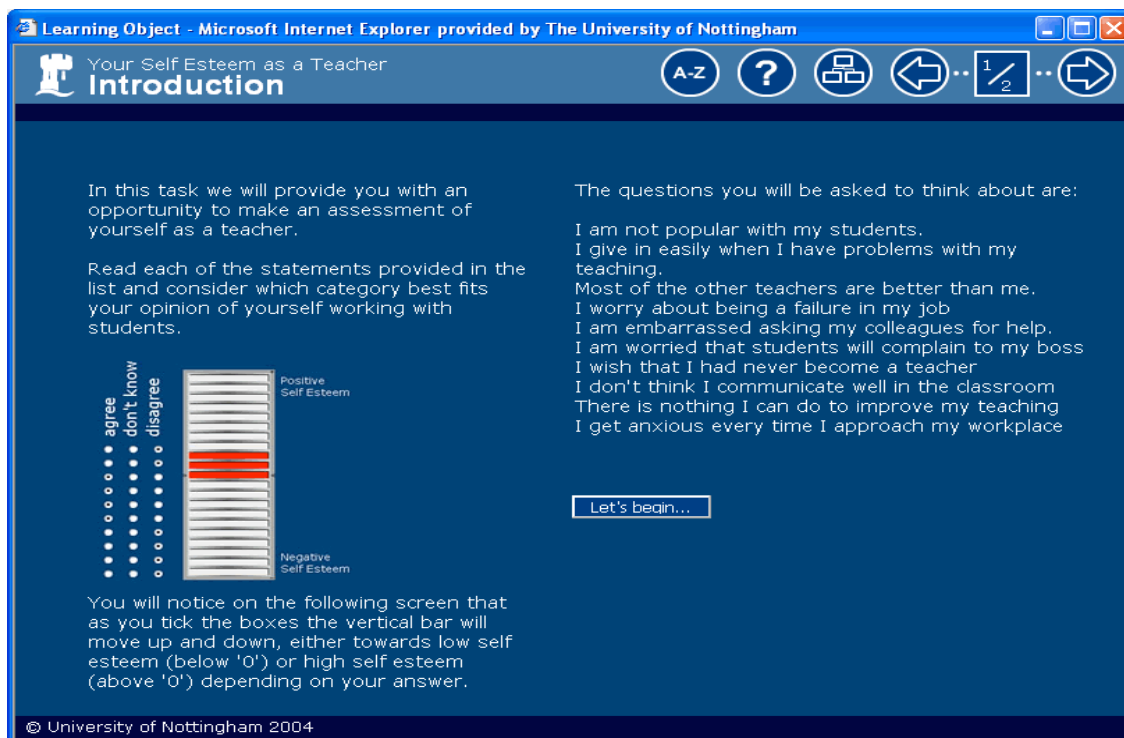 Learning Object - Microsoft Internet Explorer provided by The University of Nottingham
Your Self Esteem as a Teacher
Introduction
A-Z
?
1/2
In this task we will provide you with an
opportunity to make an assessment of
yourself as a teacher.
Read each of the statements provided in the
list and consider which category best fits
your opinion of yourself working with
students.
agree
don't know
disagree
Positive
Self Esteem
Negative
Self Esteem
You will notice on the following screen that
as you tick the boxes the vertical bar will
move up and down, either towards low self
esteem (below '0') or high self esteem
(above '0') depending on your answer.
The questions you will be asked to think about are:
I am not popular with my students.
I give in easily when I have problems with my
teaching.
Most of the other teachers are better than me.
I worry about being a failure in my job
I am embarrassed asking my colleagues for help.
I am worried that students will complain to my boss
I wish that I had never become a teacher
I don't think I communicate well in the classroom
There is nothing I can do to improve my teaching
I get anxious every time I approach my workplace
Let's begin...
© University of Nottingham 2004